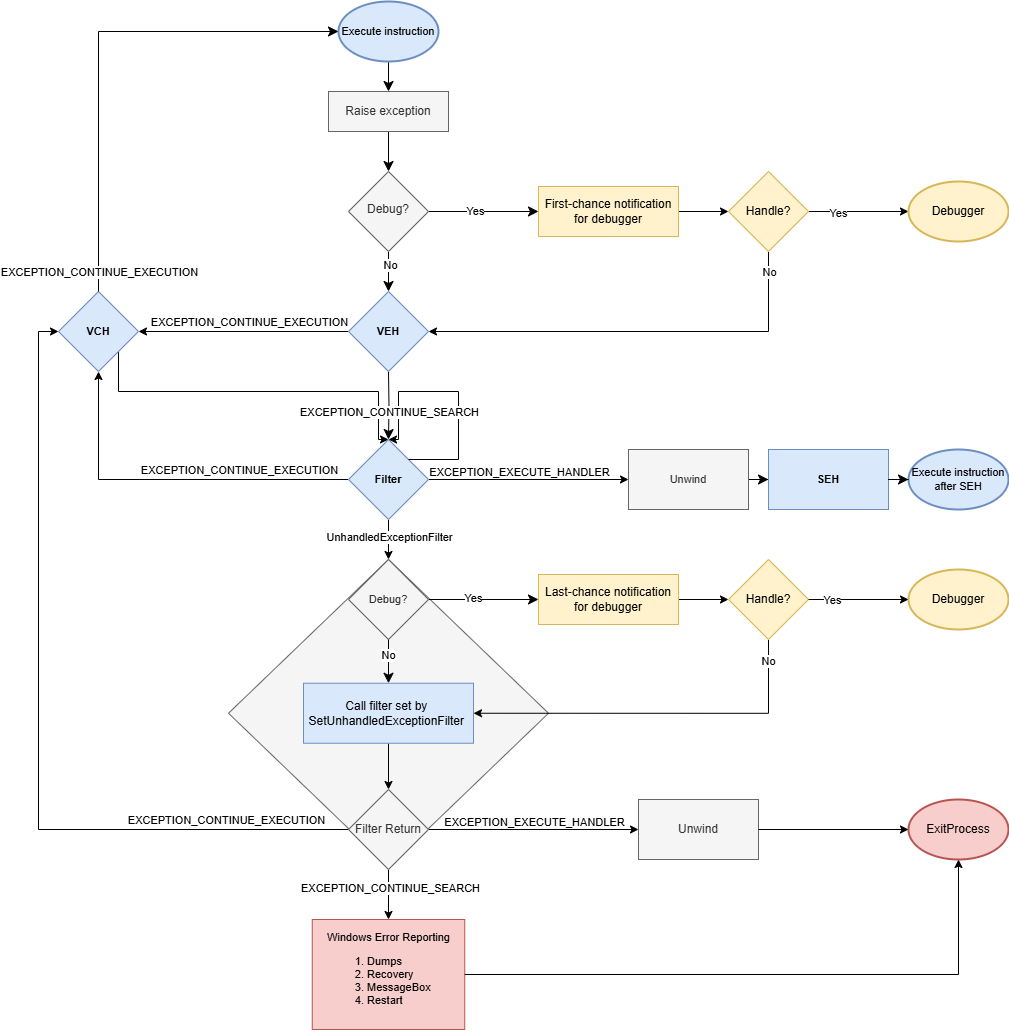 Execute instruction
Raise exception
Debug?
Yes
First-chance notification
for debugger
Handle?
Yes
Debugger
No
No
EXCEPTION_CONTINUE_EXECUTION
VCH
EXCEPTION_CONTINUE_EXECUTION
VEH
EXCEPTION_CONTINUE_SEARCH
EXCEPTION_CONTINUE_EXECUTION
Filter
EXCEPTION_EXECUTE_HANDLER
Unwind
SEH
Execute instruction
after SEH
UnhandledExceptionFilter
Debug?
Yes
Last-chance notification
for debugger
Handle?
Yes
Debugger
No
No
Call filter set by
SetUnhandledExceptionFilter
EXCEPTION_CONTINUE_EXECUTION
Filter Return
EXCEPTION_EXECUTE_HANDLER
Unwind
ExitProcess
EXCEPTION_CONTINUE_SEARCH
Windows Error Reporting
1. Dumps
2. Recovery
3. MessageBox
4. Restart